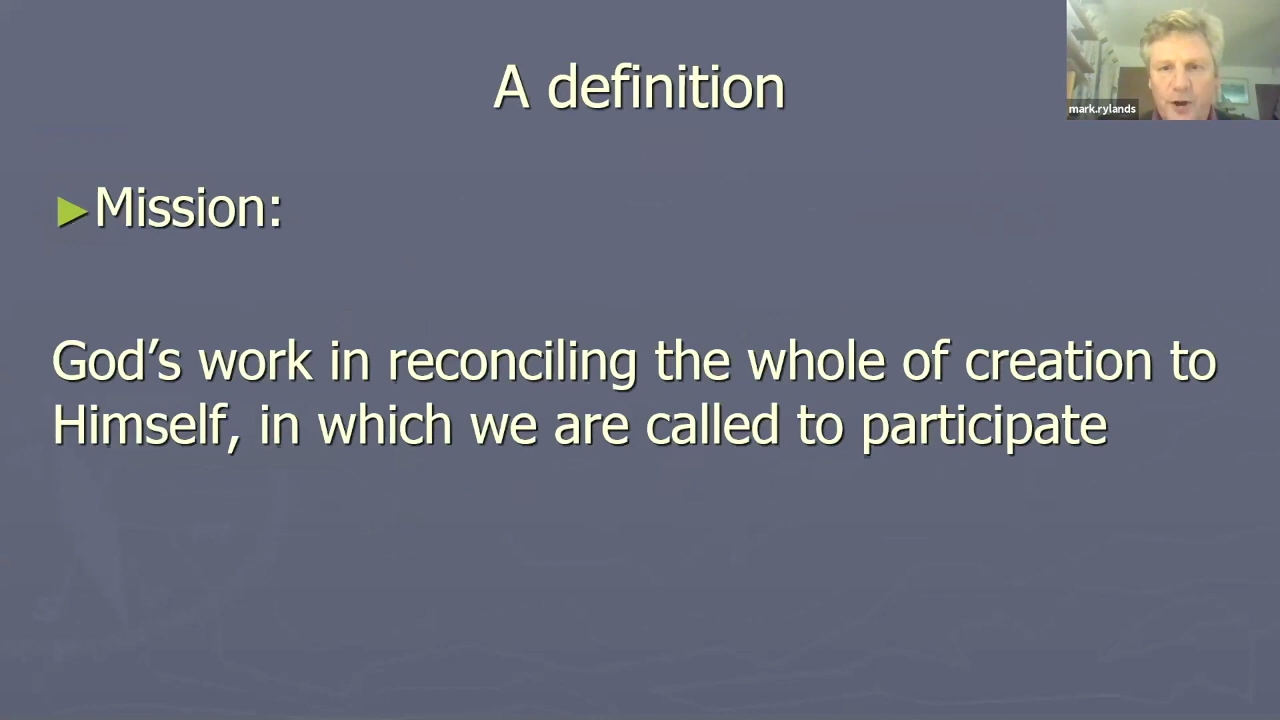 A definition
mark.rylands
►Mission:
God’s work in reconciling the whole of creation to
Himself, in which we are called to participate